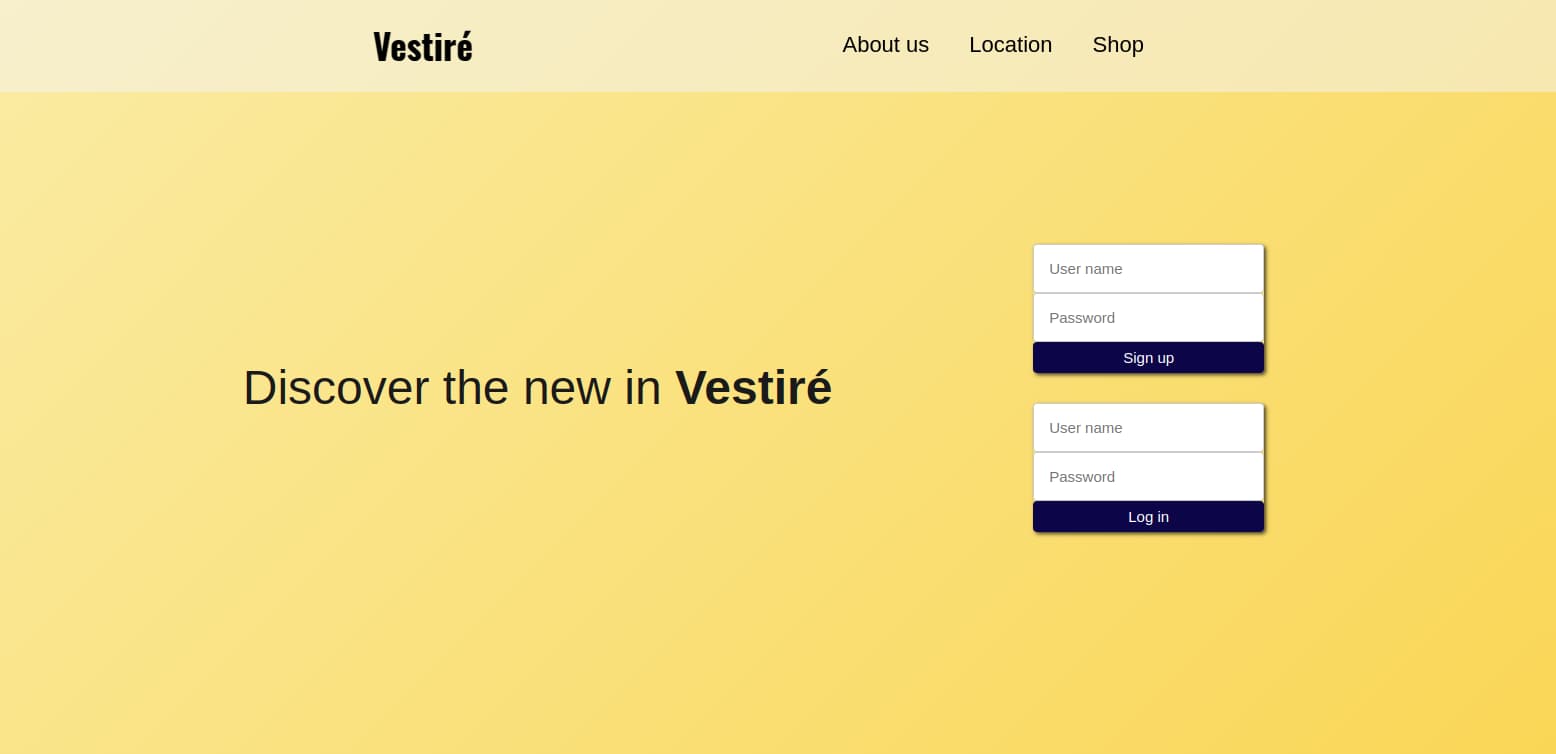 Vestiré
About us Location Shop
Discover the new in Vestiré
User name
Password
Sign up
User name
Password
Log in